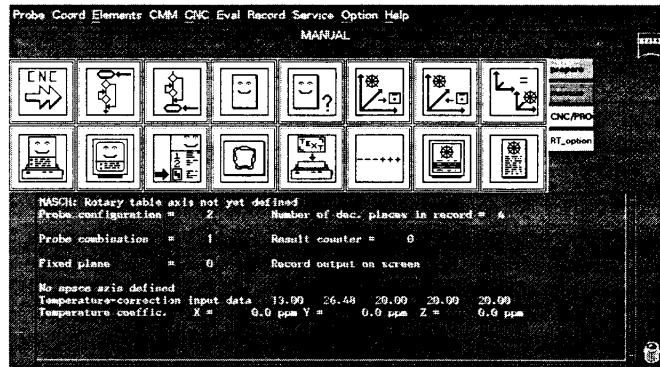 Probe Coord Elements CMM CNC Eval Record Service Option Help
MANUAL
CNC
prepare
CNC/PRO
RT_option
?
=
TEXT
MASCH: Rotary table axis not yet defined
Probe configuration = 2 Number of dec. places in record = 4
Probe combination = 1 Result counter = 0
Fixed plane = 0 Record output on screen
No space axis defined
Temperature-correction input data 13.00 26.48 20.00 20.00 20.00
Temperature coeffic. X = 0.0 ppm Y = 0.0 ppm Z = 0.0 ppm